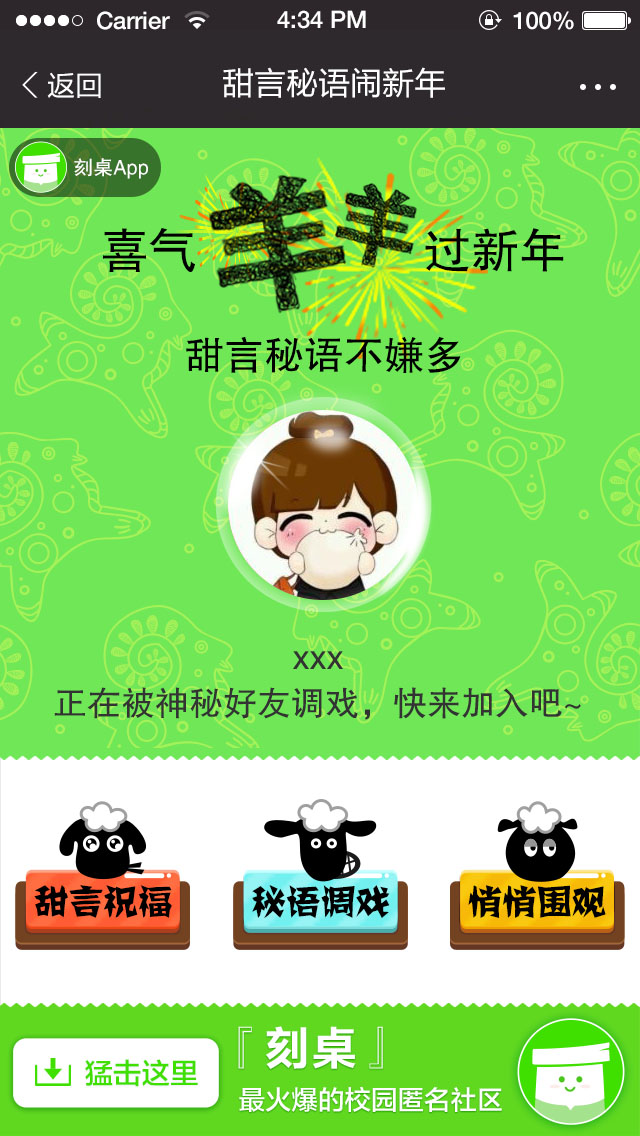 Carrier 4:34 PM 100%
返回 甜言秘语闹新年
刻桌App
喜气羊羊过新年
甜言秘语不嫌多
xxx
正在被神秘好友调戏，快来加入吧~
甜言祝福 秘语调戏 悄悄围观
猛击这里
『刻桌』
最火爆的校园匿名社区